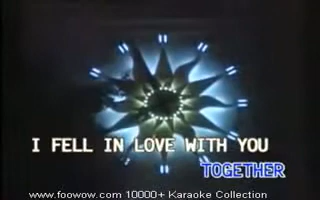 I FELL IN LOVE WITH YOU
TOGETHER
www.foowow.com 10000+ Karaoke Collection